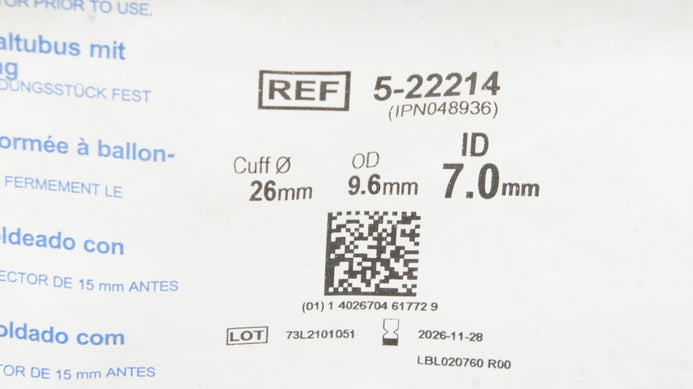 OR PRIOR TO USE.
altubus mit
ng
DUNGSSTÜCK FEST
ormée à ballon-
FERMEMENT LE
oldeado con
ECTOR DE 15 mm ANTES
oldado com
TOR DE 15 mm ANTES
REF 5-22214
(IPN048936)
Cuff Ø OD ID
26mm 9.6mm 7.0mm
(01) 1 4026704 61772 9
LOT 73L2101051 2026-11-28
LBL020760 R00